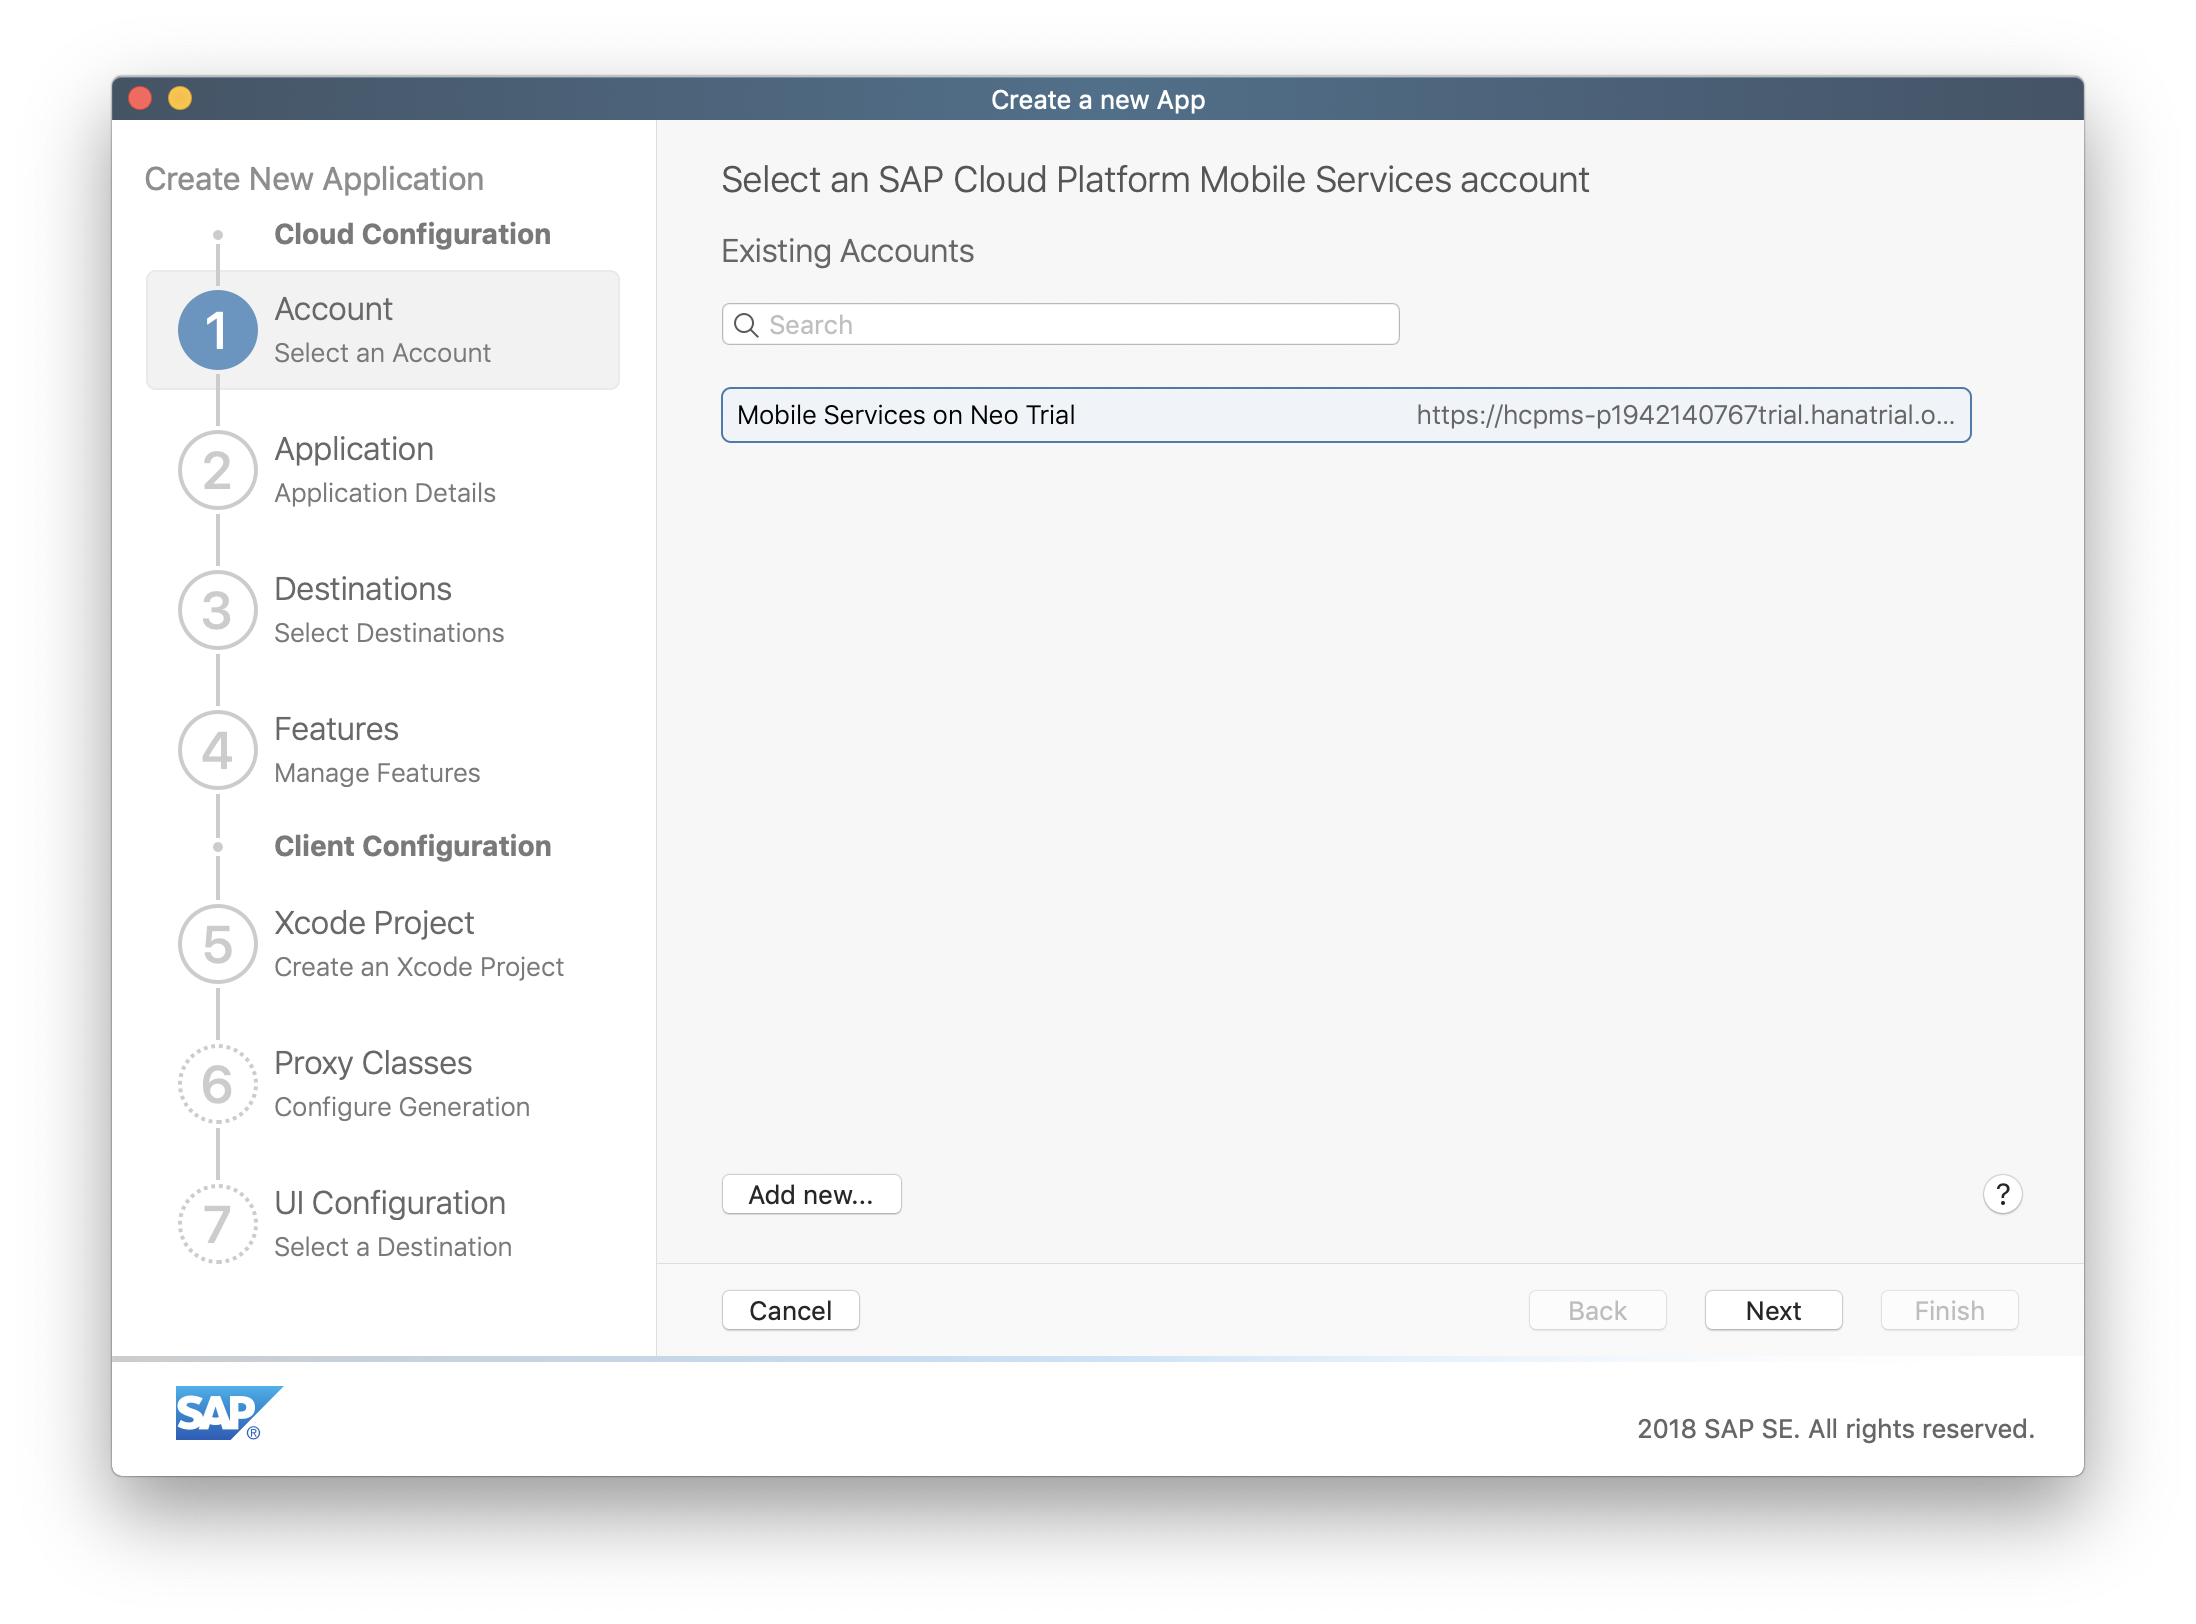 Create a new App
Create New Application
Cloud Configuration
1
Account
Select an Account
2
Application
Application Details
3
Destinations
Select Destinations
4
Features
Manage Features
Client Configuration
5
Xcode Project
Create an Xcode Project
6
Proxy Classes
Configure Generation
7
UI Configuration
Select a Destination
Select an SAP Cloud Platform Mobile Services account
Existing Accounts
Search
Mobile Services on Neo Trial https://hcpms-p1942140767trial.hanatrial.o...
Add new... ?
Cancel Back Next Finish
SAP®
2018 SAP SE. All rights reserved.